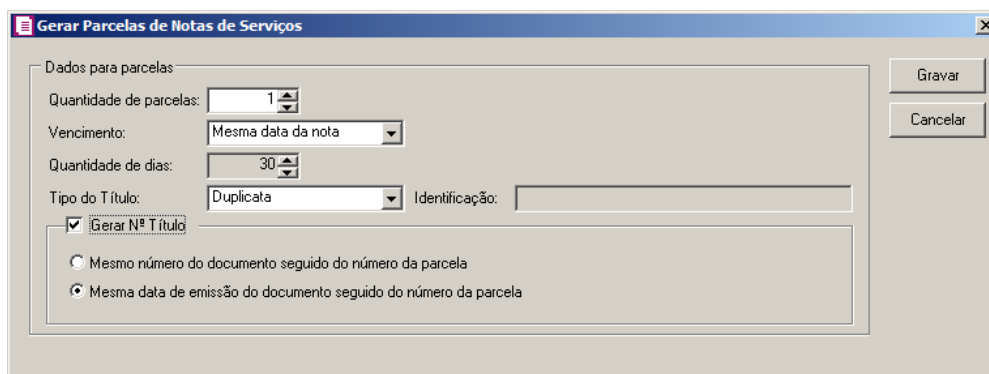 Gerar Parcelas de Notas de Serviços
Dados para parcelas
Gravar
Quantidade de parcelas: 1
Cancelar
Vencimento: Mesma data da nota
Quantidade de dias: 30
Tipo do Título: Duplicata Identificação:
Gerar Nº Título
Mesmo número do documento seguido do número da parcela
Mesma data de emissão do documento seguido do número da parcela